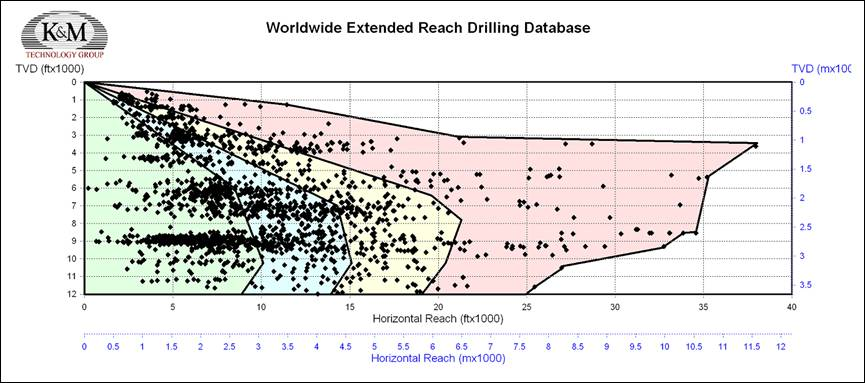 K&M
TECHNOLOGY GROUP
Worldwide Extended Reach Drilling Database
TVD (ftx1000)
TVD (mx100
0
1
2
3
4
5
6
7
8
9
10
11
12
0
0.5
1
1.5
2
2.5
3
3.5
0 5 10 15 20 25 30 35 40
Horizontal Reach (ftx1000)
0 0.5 1 1.5 2 2.5 3 3.5 4 4.5 5 5.5 6 6.5 7 7.5 8 8.5 9 9.5 10 10.5 11 11.5 12
Horizontal Reach (mx1000)